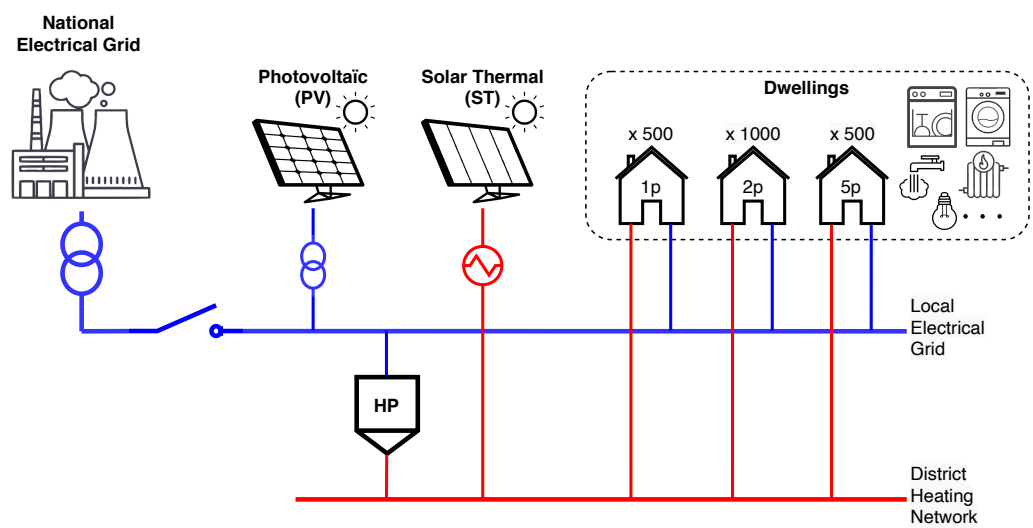 National
Electrical Grid
Photovoltaïc
(PV)
Solar Thermal
(ST)
Dwellings
x 500
x 1000
x 500
1p
2p
5p
Local
Electrical
Grid
HP
District
Heating
Network